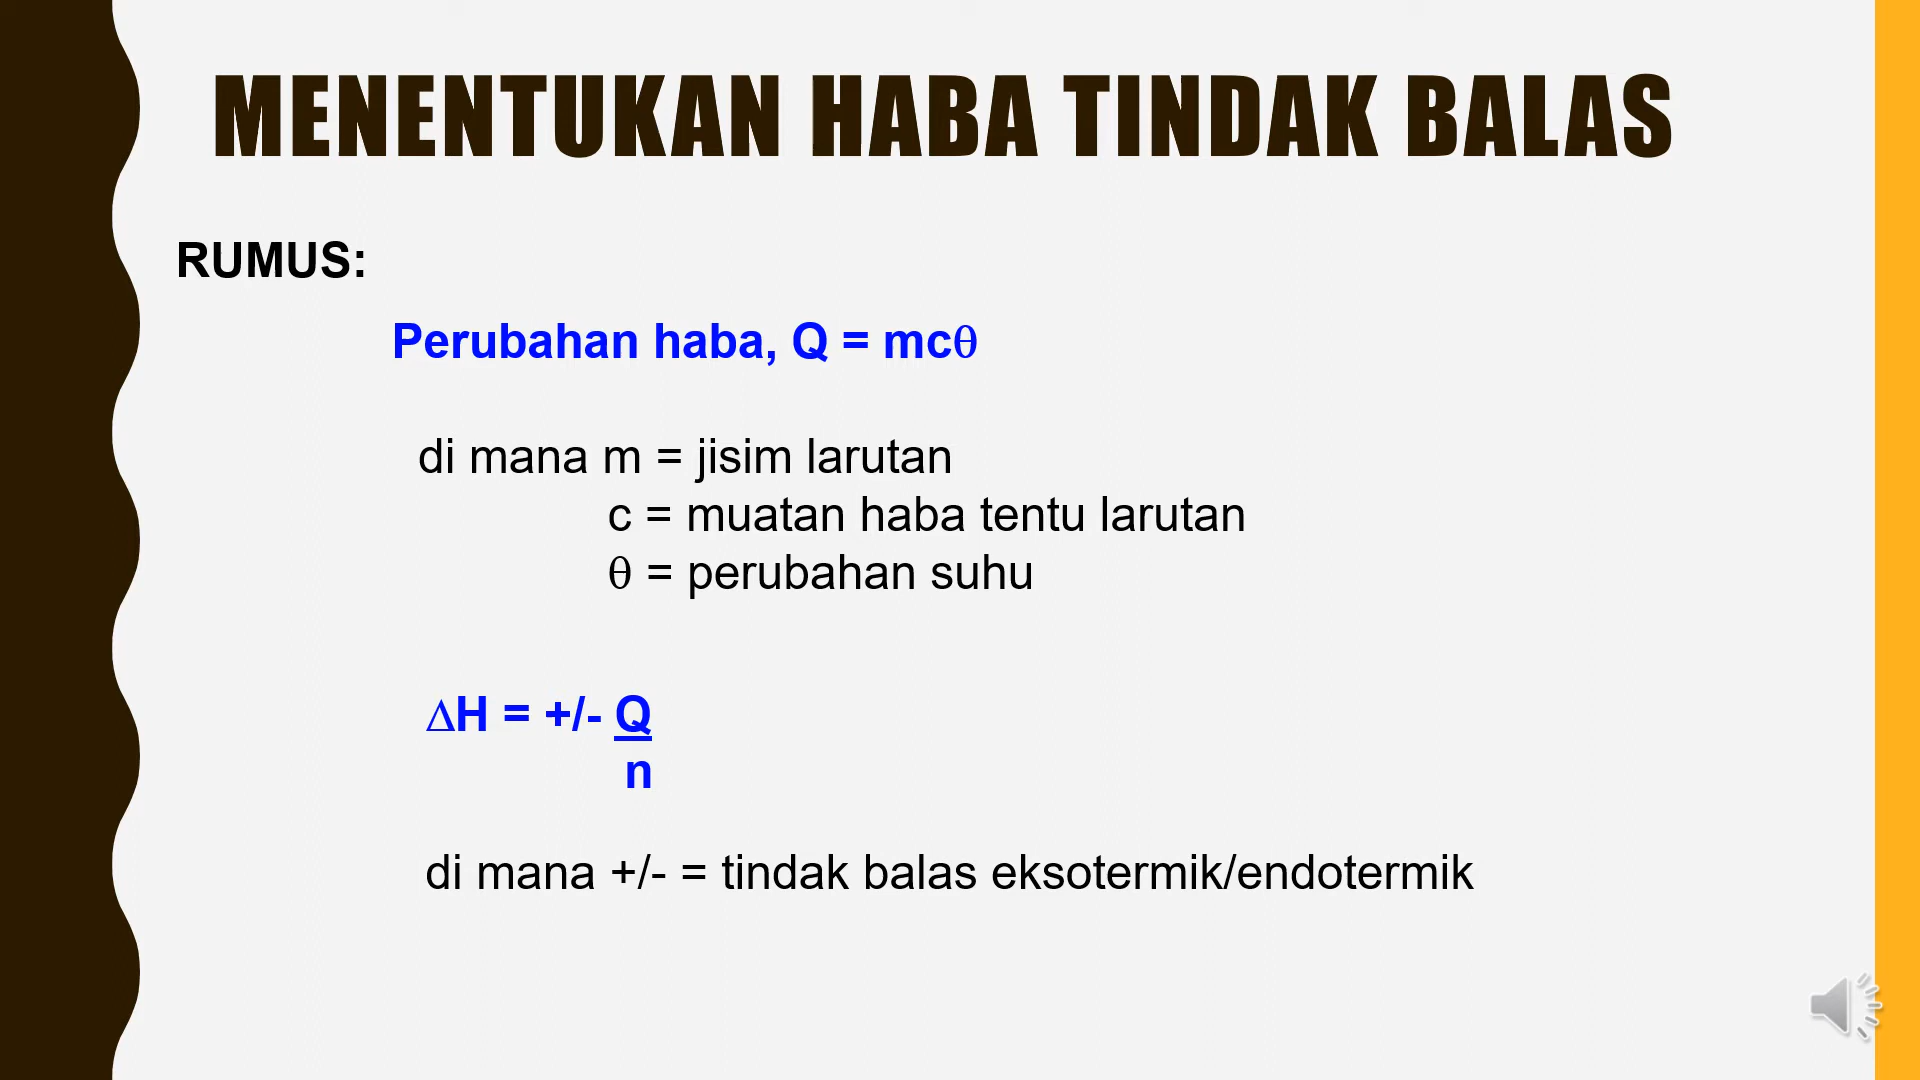 MENENTUKAN HABA TINDAK BALAS
RUMUS:
Perubahan haba, Q = mcθ
di mana m = jisim larutan
c = muatan haba tentu larutan
θ = perubahan suhu
∆H = +/- Q
n
di mana +/- = tindak balas eksotermik/endotermik